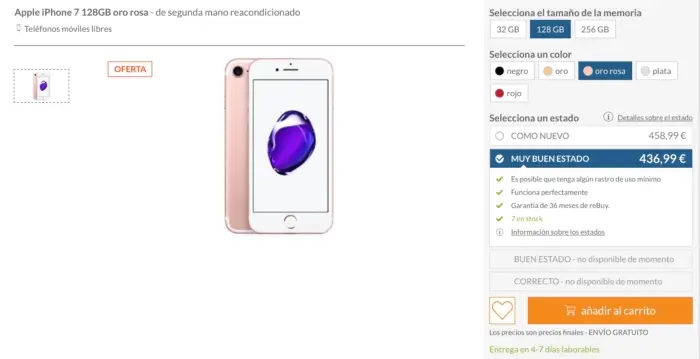 Apple iPhone 7 128GB oro rosa - de segunda mano reacondicionado
Teléfonos móviles libres
OFERTA
Selecciona el tamaño de la memoria
32 GB 128 GB 256 GB
Selecciona un color
negro oro oro rosa plata
rojo
Selecciona un estado Detalles sobre el estado
COMO NUEVO 458,99 €
MUY BUEN ESTADO 436,99 €
Es posible que tenga algún rastro de uso mínimo
Funciona perfectamente
Garantia de 36 meses de reBuy.
7 en stock
Información sobre los estados
BUEN ESTADO - no disponible de momento
CORRECTO - no disponible de momento
añadir al carrito
Los precios son precios finales - ENVÍO GRATUITO
Entrega en 4-7 días laborables